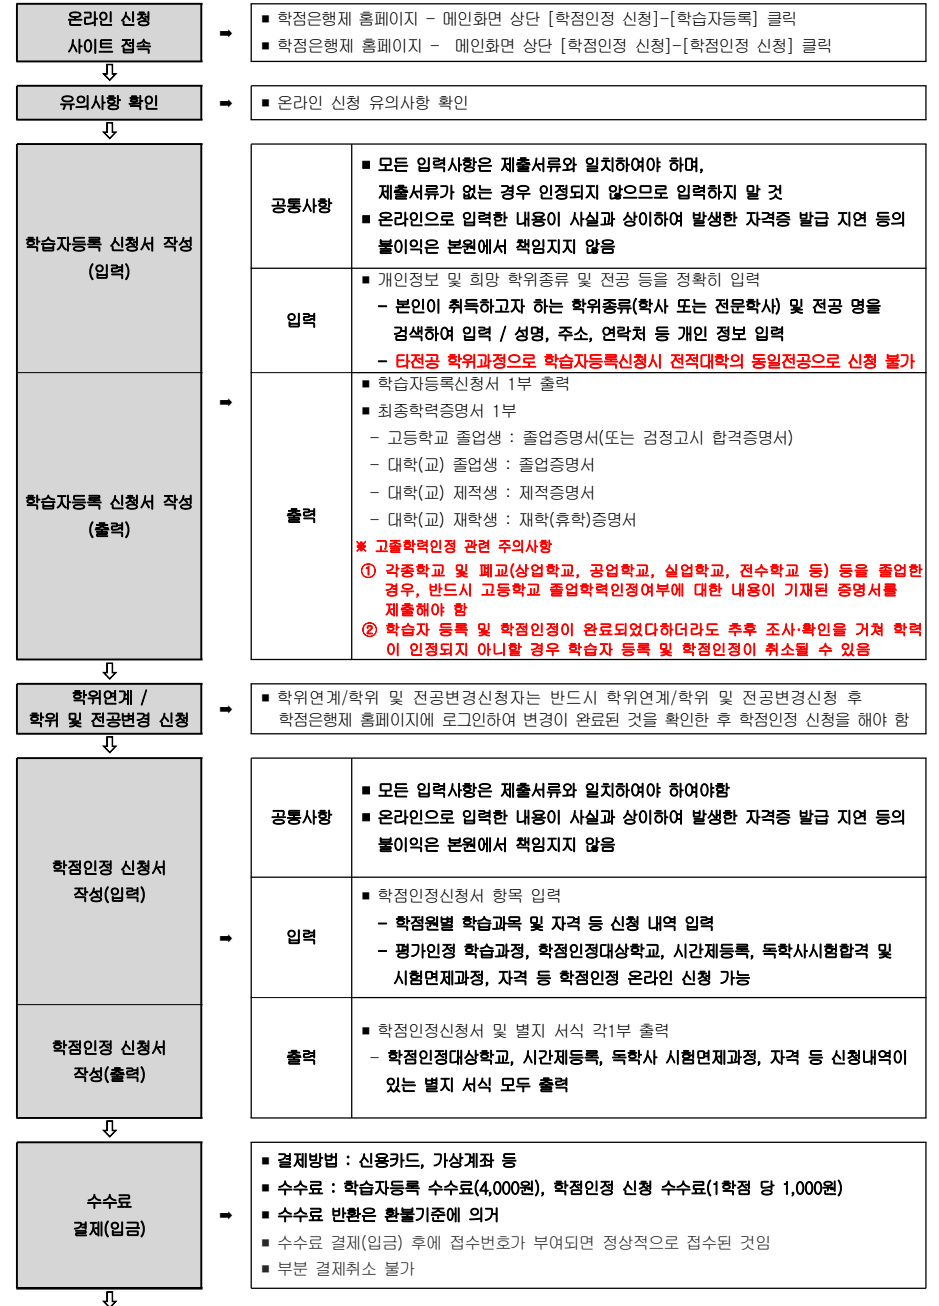 온라인 신청
사이트 접속
➡
■ 학점은행제 홈페이지 - 메인화면 상단 [학점인정 신청]-[학습자등록] 클릭
■ 학점은행제 홈페이지 - 메인화면 상단 [학점인정 신청]-[학점인정 신청] 클릭
⇩
유의사항 확인
➡
■ 온라인 신청 유의사항 확인
⇩
학습자등록 신청서 작성
(입력)
학습자등록 신청서 작성
(출력)
➡
공통사항
■ 모든 입력사항은 제출서류와 일치하여야 하며,
제출서류가 없는 경우 인정되지 않으므로 입력하지 말 것
■ 온라인으로 입력한 내용이 사실과 상이하여 발생한 자격증 발급 지연 등의
불이익은 본원에서 책임지지 않음
입력
■ 개인정보 및 희망 학위종류 및 전공 등을 정확히 입력
- 본인이 취득하고자 하는 학위종류(학사 또는 전문학사) 및 전공 명을
검색하여 입력 / 성명, 주소, 연락처 등 개인 정보 입력
- 타전공 학위과정으로 학습자등록신청시 전적대학의 동일전공으로 신청 불가
출력
■ 학습자등록신청서 1부 출력
■ 최종학력증명서 1부
- 고등학교 졸업생 : 졸업증명서(또는 검정고시 합격증명서)
- 대학(교) 졸업생 : 졸업증명서
- 대학(교) 제적생 : 제적증명서
- 대학(교) 재학생 : 재학(휴학)증명서
※ 고졸학력인정 관련 주의사항
① 각종학교 및 폐교(상업학교, 공업학교, 실업학교, 전수학교 등) 등을 졸업한
경우, 반드시 고등학교 졸업학력인정여부에 대한 내용이 기재된 증명서를
제출해야 함
② 학습자 등록 및 학점인정이 완료되었다하더라도 추후 조사·확인을 거쳐 학력
이 인정되지 아니할 경우 학습자 등록 및 학점인정이 취소될 수 있음
⇩
학위연계 /
학위 및 전공변경 신청
➡
■ 학위연계/학위 및 전공변경신청자는 반드시 학위연계/학위 및 전공변경신청 후
학점은행제 홈페이지에 로그인하여 변경이 완료된 것을 확인한 후 학점인정 신청을 해야 함
⇩
학점인정 신청서
작성(입력)
학점인정 신청서
작성(출력)
➡
공통사항
■ 모든 입력사항은 제출서류와 일치하여야 하여야함
■ 온라인으로 입력한 내용이 사실과 상이하여 발생한 자격증 발급 지연 등의
불이익은 본원에서 책임지지 않음
입력
■ 학점인정신청서 항목 입력
- 학점원별 학습과목 및 자격 등 신청 내역 입력
- 평가인정 학습과정, 학점인정대상학교, 시간제등록, 독학사시험합격 및
시험면제과정, 자격 등 학점인정 온라인 신청 가능
출력
■ 학점인정신청서 및 별지 서식 각1부 출력
- 학점인정대상학교, 시간제등록, 독학사 시험면제과정, 자격 등 신청내역이
있는 별지 서식 모두 출력
⇩
수수료
결제(입금)
➡
■ 결제방법 : 신용카드, 가상계좌 등
■ 수수료 : 학습자등록 수수료(4,000원), 학점인정 신청 수수료(1학점 당 1,000원)
■ 수수료 반환은 환불기준에 의거
■ 수수료 결제(입금) 후에 접수번호가 부여되면 정상적으로 접수된 것임
■ 부분 결제취소 불가
⇩